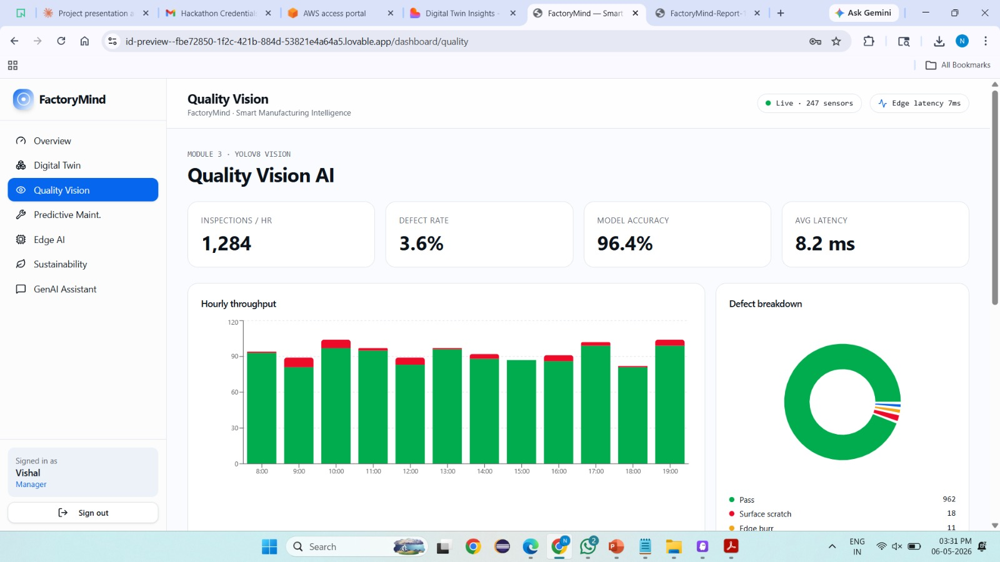 Project presentation a
Hackathon Credentials
AWS access portal
Digital Twin Insights -
FactoryMind — Smart
FactoryMind-Report-1
Ask Gemini
id-preview--fbe72850-1f2c-421b-884d-53821e4a64a5.lovable.app/dashboard/quality
N
All Bookmarks
FactoryMind
Overview
Digital Twin
Quality Vision
Predictive Maint.
Edge AI
Sustainability
GenAI Assistant
Signed in as
Vishal
Manager
Sign out
Quality Vision
FactoryMind · Smart Manufacturing Intelligence
Live · 247 sensors
Edge latency 7ms
MODULE 3 · YOLOV8 VISION
Quality Vision AI
INSPECTIONS / HR
1,284
DEFECT RATE
3.6%
MODEL ACCURACY
96.4%
AVG LATENCY
8.2 ms
Hourly throughput
120
90
60
30
0
8:00 9:00 10:00 11:00 12:00 13:00 14:00 15:00 16:00 17:00 18:00 19:00
Defect breakdown
Pass 962
Surface scratch 18
Edge burr 11
Search
N
2
ENG
IN
03:31 PM
06-05-2026